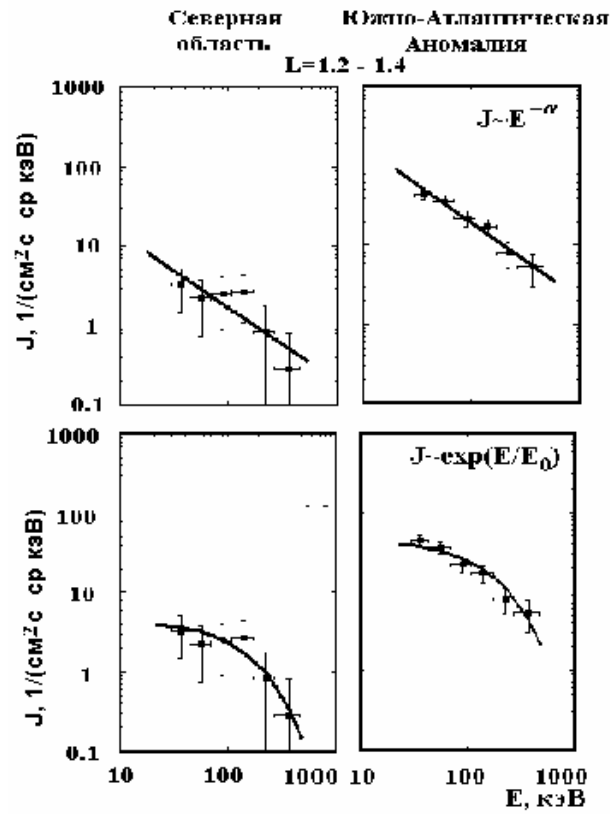 Северная Южно-Атлантическая
область Аномалия
L=1.2 - 1.4
1000
100
10
1
0.1
J, 1/(см²с ср кэВ)
J~E^-α
1000
100
10
1
0.1
J, 1/(см²с ср кэВ)
J~exp(E/E₀)
10 100 1000 10 100 1000
E, кэВ